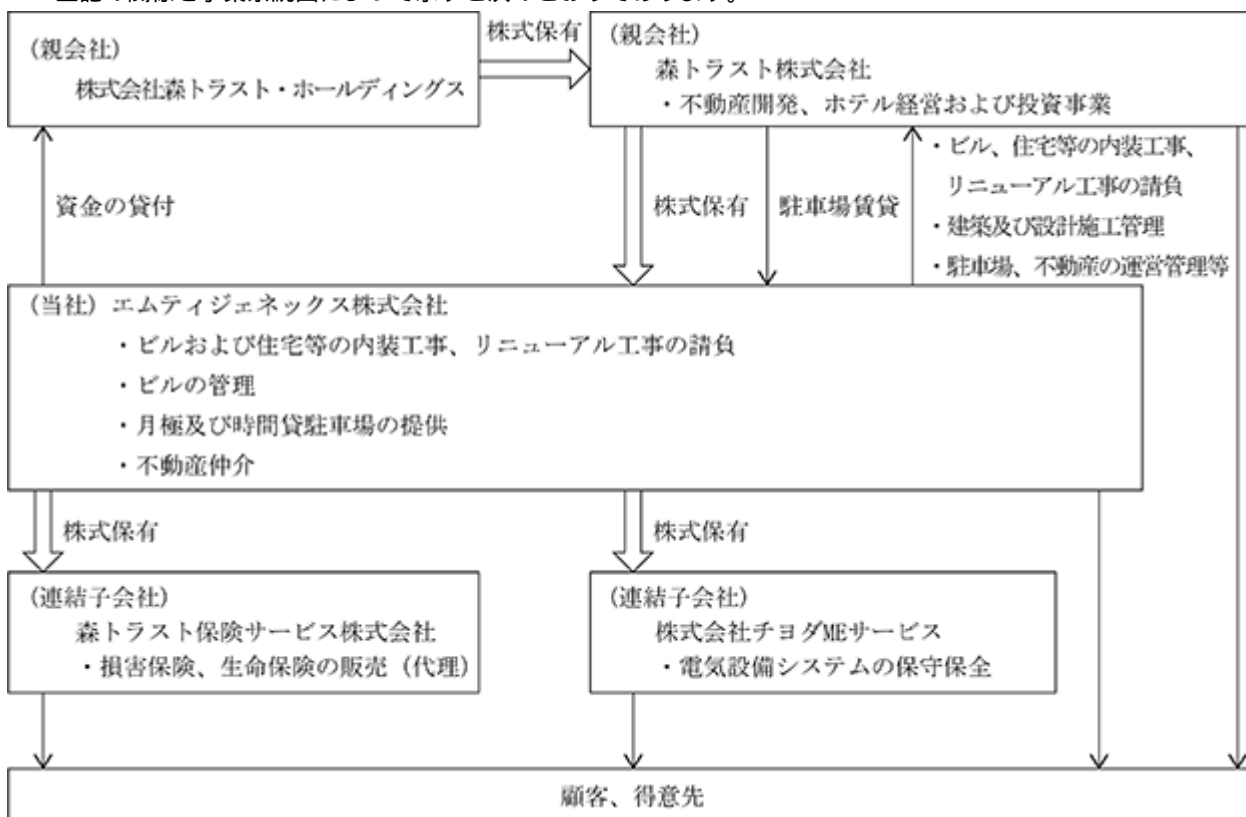 (親会社)
株式会社森トラスト・ホールディングス
株式保有
(親会社)
森トラスト株式会社
・不動産開発、ホテル経営および投資事業
資金の貸付
株式保有
駐車場賃貸
・ビル、住宅等の内装工事、
リニューアル工事の請負
・建築及び設計施工管理
・駐車場、不動産の運営管理等
(当社) エムティジェネックス株式会社
・ビルおよび住宅等の内装工事、リニューアル工事の請負
・ビルの管理
・月極及び時間貸駐車場の提供
・不動産仲介
株式保有
株式保有
(連結子会社)
森トラスト保険サービス株式会社
・損害保険、生命保険の販売 (代理)
(連結子会社)
株式会社チヨダMEサービス
・電気設備システムの保守保全
顧客、得意先